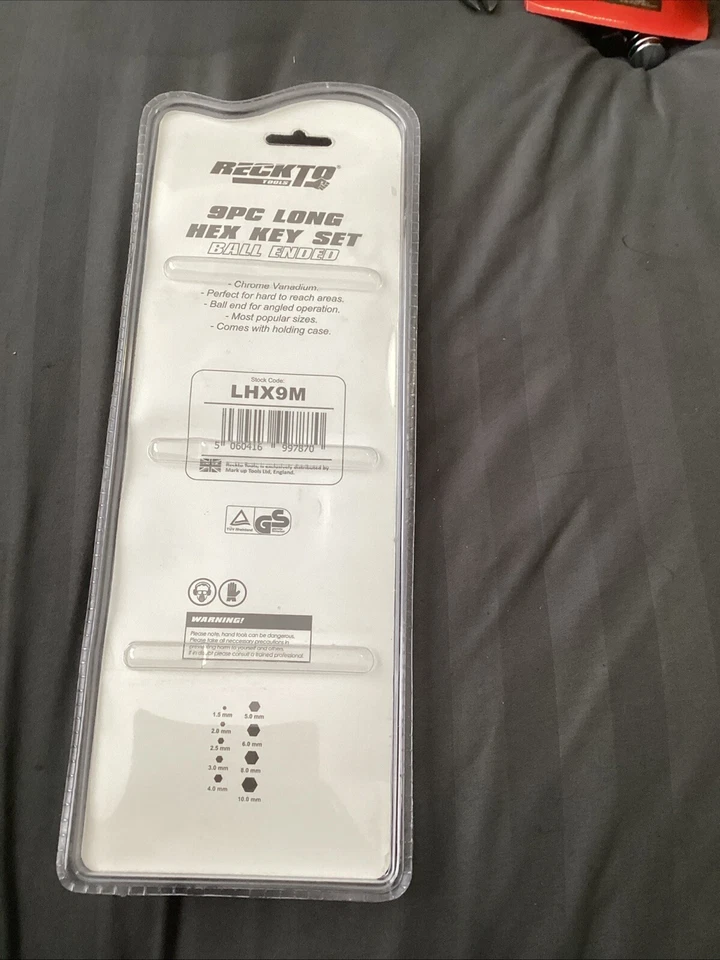 RECKTO®
TOOLS
9PC LONG
HEX KEY SET
BALL ENDED
- Chrome Vanadium.
- Perfect for hard to reach areas.
- Ball end for angled operation.
- Most popular sizes.
- Comes with holding case.
Stock Code:
LHX9M
5 060416 997870
Reckto Tools is exclusively distributed by
Mark up Tools Ltd, England.
TÜV Rheinland GS
WARNING!
Please note, hand tools can be dangerous.
Please take all neccessary precautions in
preventing harm to yourself and others.
If in doubt please consult a trained professional.
1.5 mm 5.0 mm
2.0 mm
2.5 mm 6.0 mm
3.0 mm 8.0 mm
4.0 mm
10.0 mm